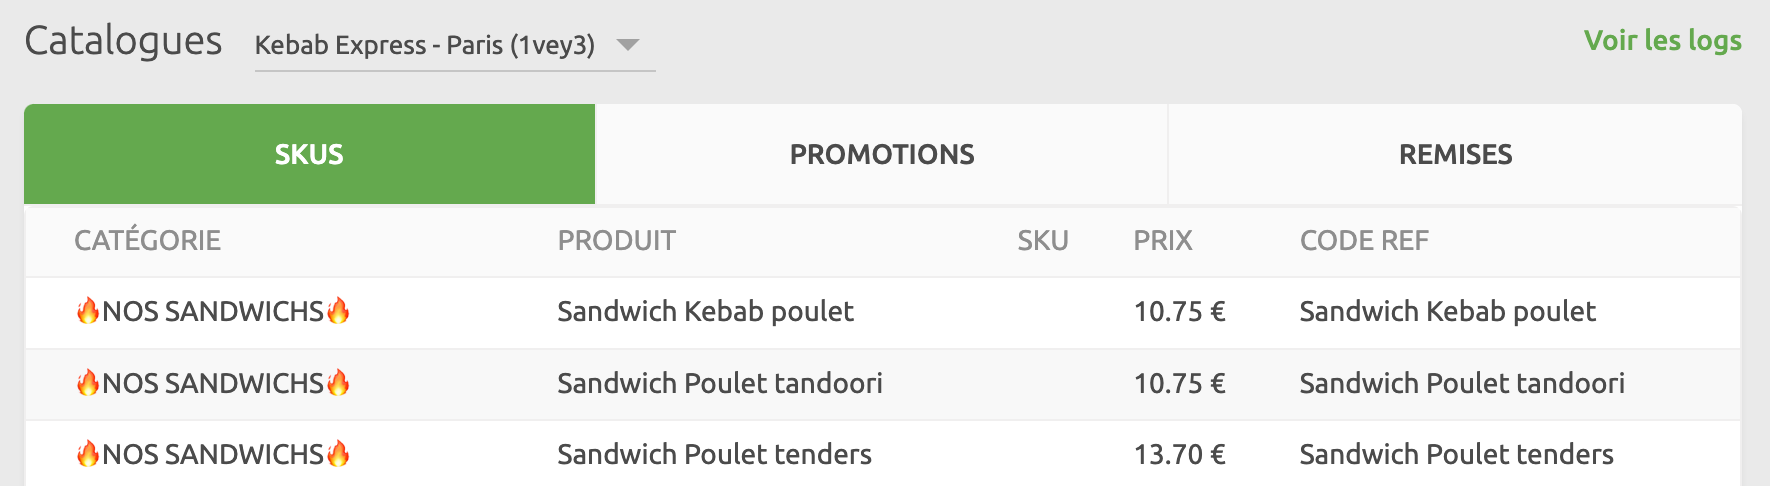 Catalogues Kebab Express - Paris (1vey3) Voir les logs
SKUS PROMOTIONS REMISES
CATÉGORIE PRODUIT SKU PRIX CODE REF
🔥NOS SANDWICHS🔥 Sandwich Kebab poulet 10.75 € Sandwich Kebab poulet
🔥NOS SANDWICHS🔥 Sandwich Poulet tandoori 10.75 € Sandwich Poulet tandoori
🔥NOS SANDWICHS🔥 Sandwich Poulet tenders 13.70 € Sandwich Poulet tenders